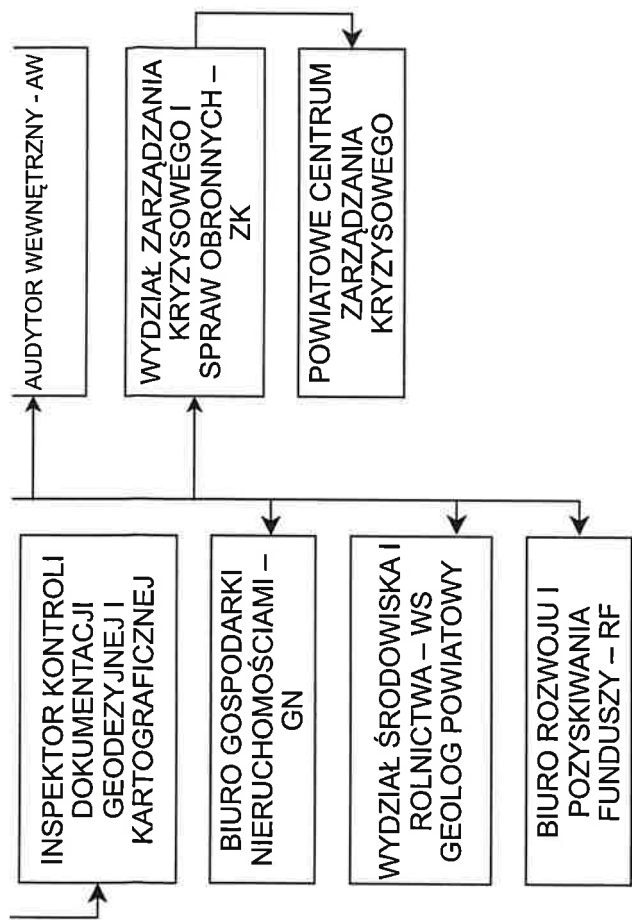 AUDYTOR WEWNĘTRZNY - AW
WYDZIAŁ ZARZĄDZANIA
KRYZYSOWEGO I
SPRAW OBRONNYCH –
ZK
POWIATOWE CENTRUM
ZARZĄDZANIA
KRYZYSOWEGO
INSPEKTOR KONTROLI
DOKUMENTACJI
GEODEZYJNEJ I
KARTOGRAFICZNEJ
BIURO GOSPODARKI
NIERUCHOMOŚCIAMI –
GN
WYDZIAŁ ŚRODOWISKA I
ROLNICTWA – WS
GEOLOG POWIATOWY
BIURO ROZWOJU I
POZYSKIWANIA
FUNDUSZY – RF